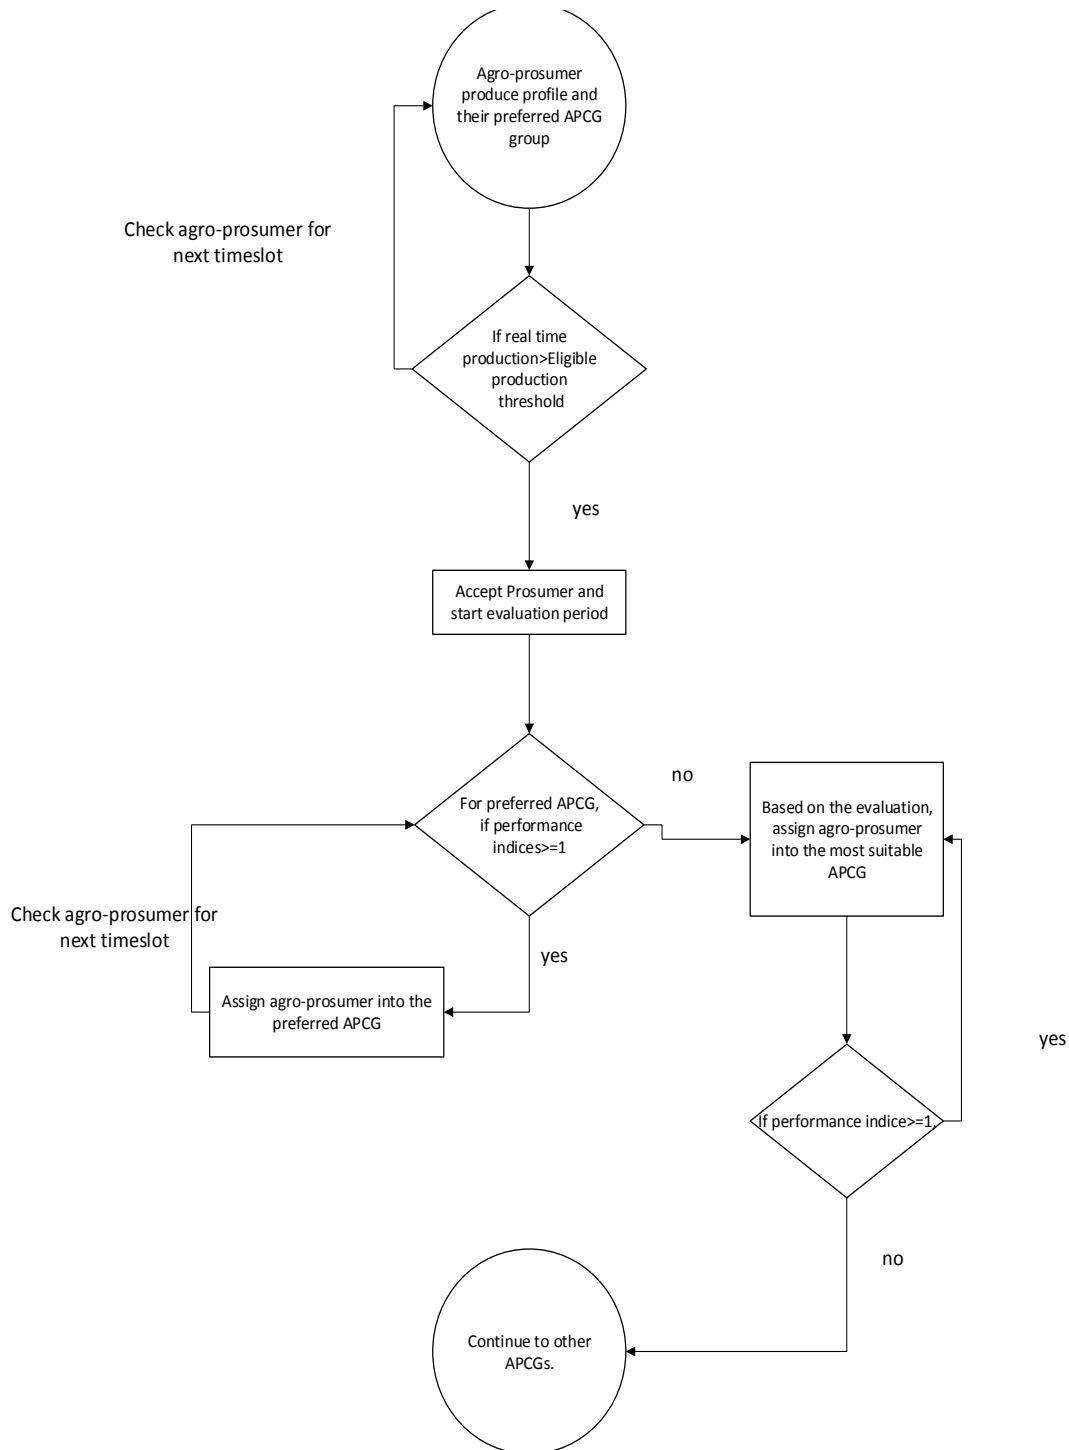 Agro-prosumer
produce profile and
their preferred APCG
group
Check agro-prosumer for
next timeslot
If real time
production>Eligible
production
threshold
yes
Accept Prosumer and
start evaluation period
For preferred APCG,
if performance
indices>=1
no
Based on the evaluation,
assign agro-prosumer
into the most suitable
APCG
Check agro-prosumer for
next timeslot
yes
Assign agro-prosumer into the
preferred APCG
yes
If performance indice>=1,
no
Continue to other
APCGs.